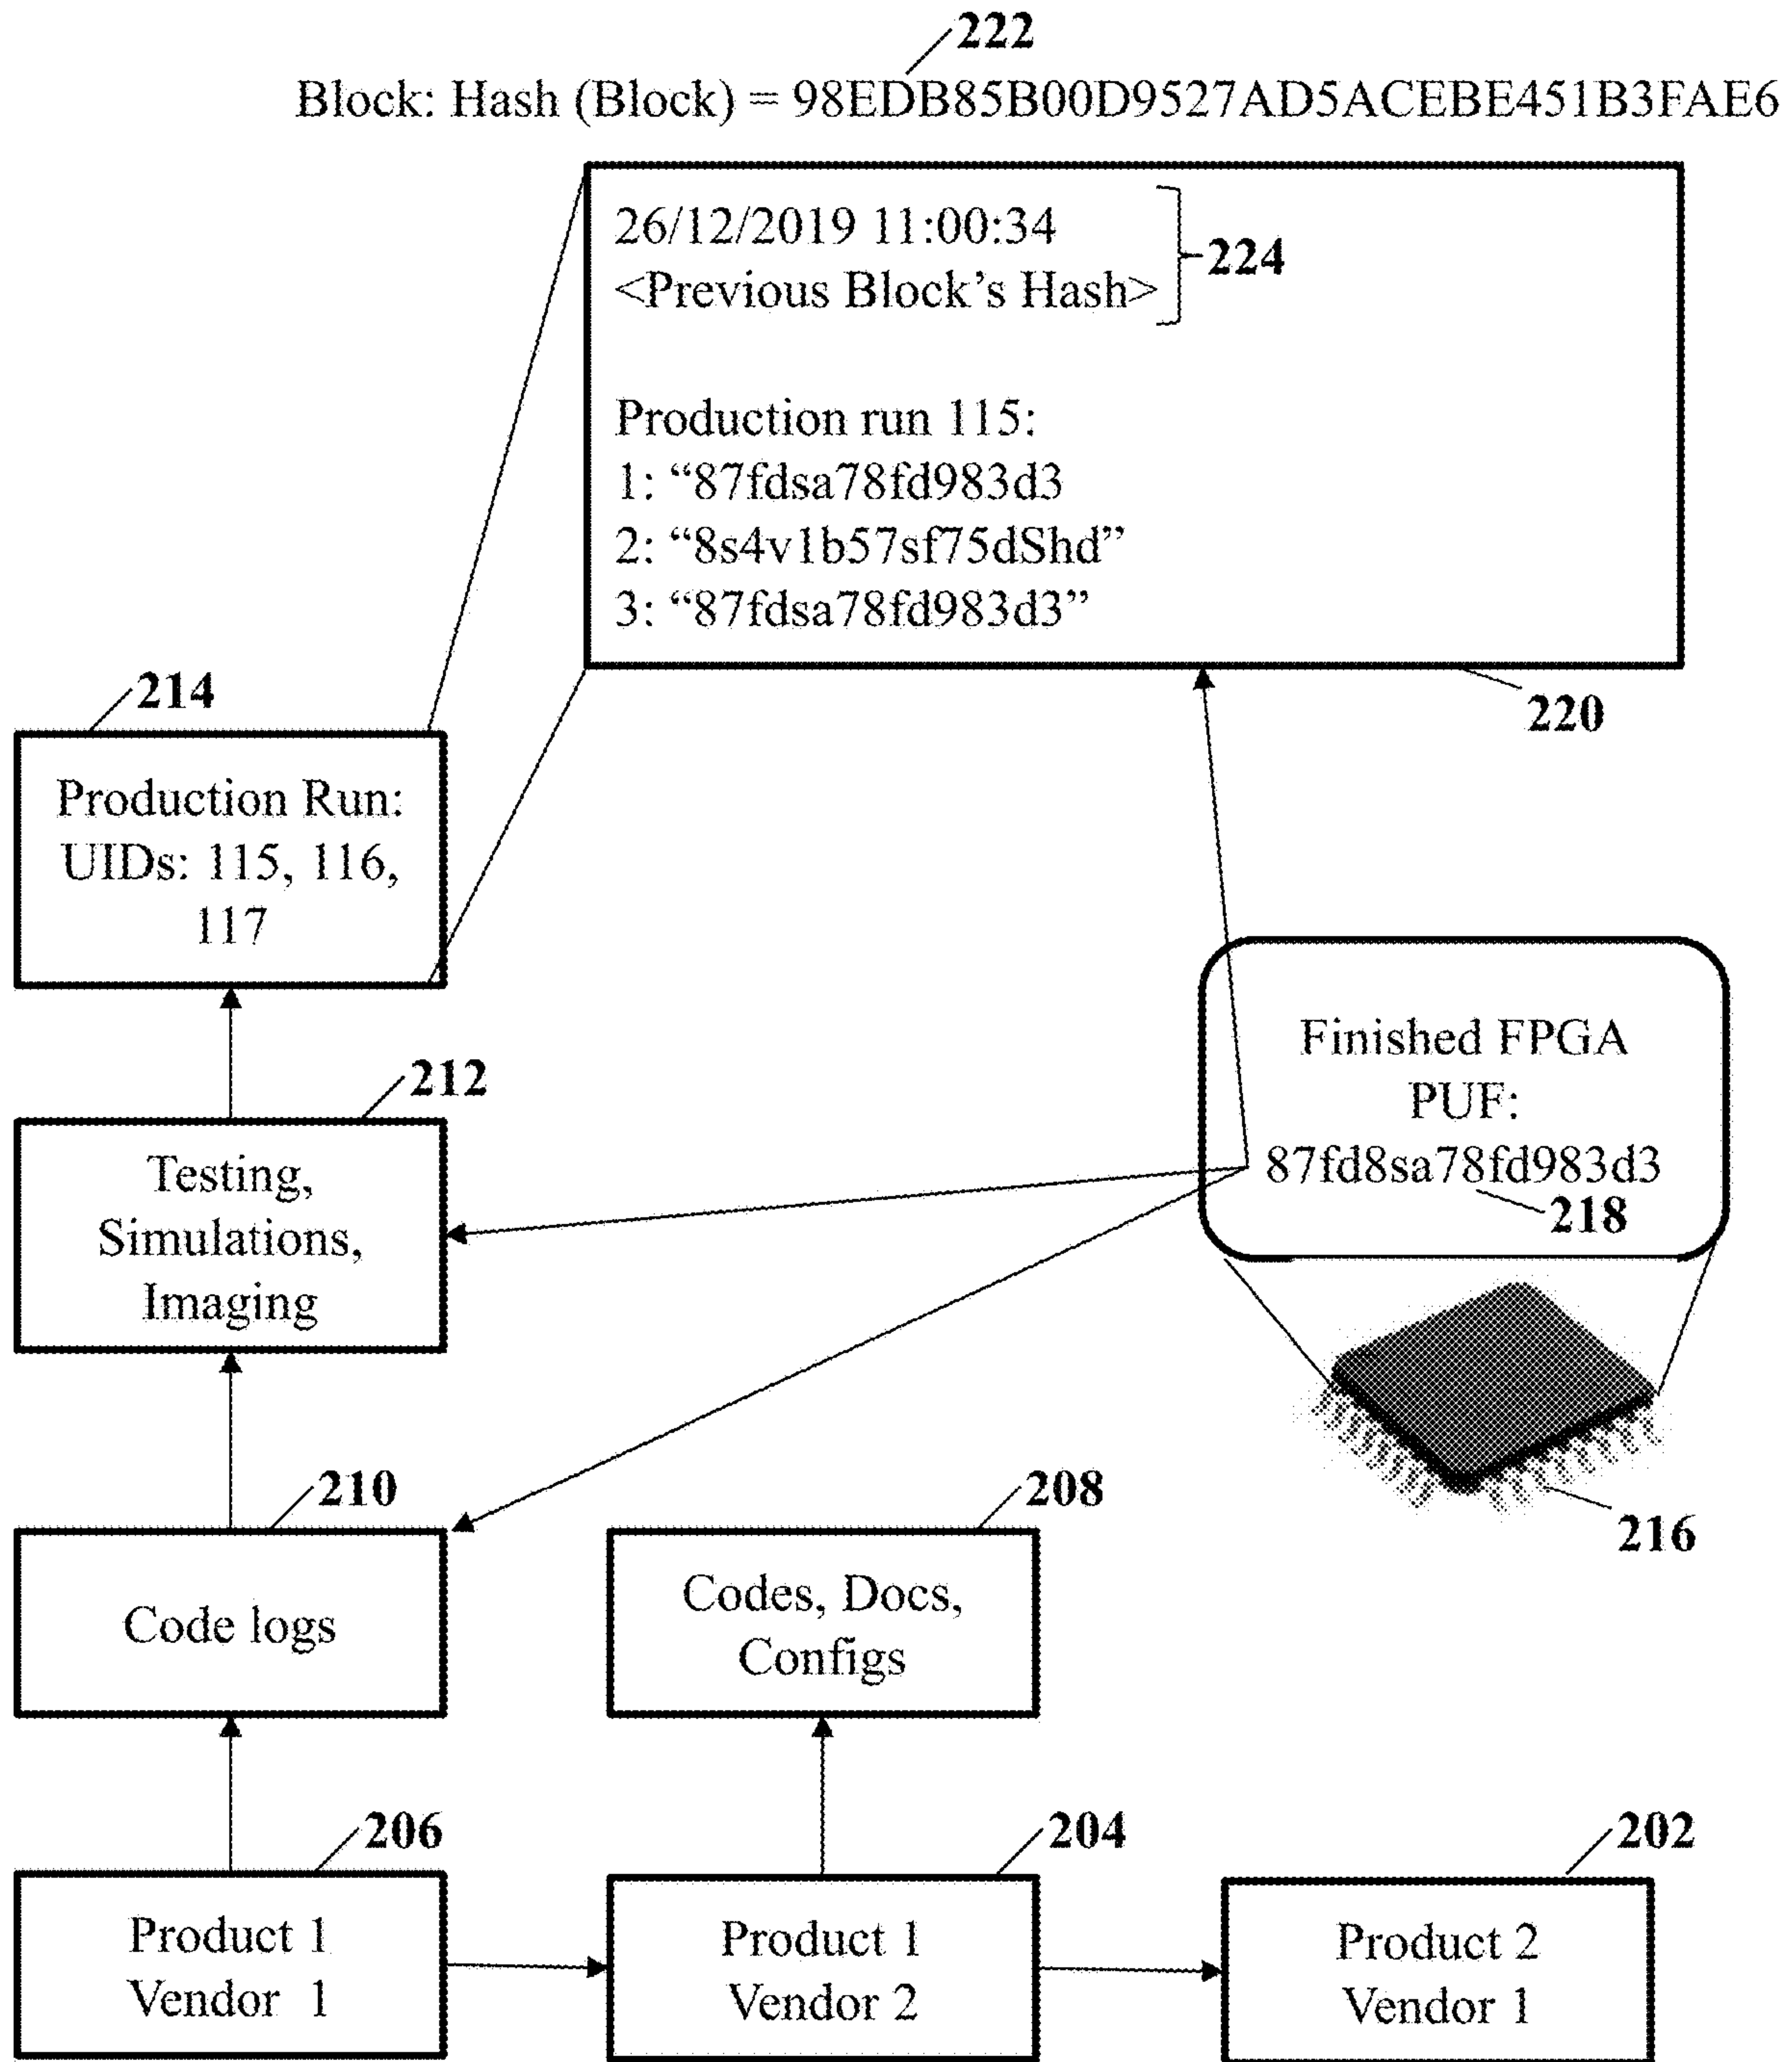 222
Block: Hash (Block) = 98EDB85B00D9527AD5ACEBE451B3FAE6
26/12/2019 11:00:34
<Previous Block’s Hash>
224
Production run 115:
1: “87fdsa78fd983d3
2: “8s4v1b57sf75dShd”
3: “87fdsa78fd983d3”
220
214
Production Run:
UIDs: 115, 116,
117
212
Testing,
Simulations,
Imaging
Finished FPGA
PUF:
87fd8sa78fd983d3
218
216
210
Code logs
208
Codes, Docs,
Configs
206
Product 1
Vendor 1
204
Product 1
Vendor 2
202
Product 2
Vendor 1